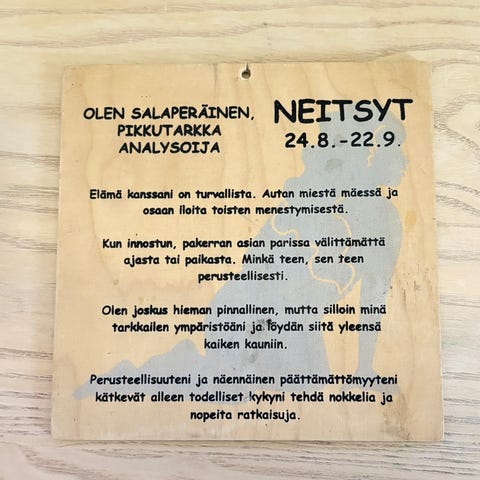 OLEN SALAPERÄINEN,
PIKKUTARKKA
ANALYSOIJA
NEITSYT
24.8.-22.9.
Elämä kanssani on turvallista. Autan miestä mäessä ja
osaan iloita toisten menestymisestä.
Kun innostun, pakerran asian parissa välittämättä
ajasta tai paikasta. Minkä teen, sen teen
perusteellisesti.
Olen joskus hieman pinnallinen, mutta silloin minä
tarkkailen ympäristöäni ja löydän siitä yleensä
kaiken kauniin.
Perusteellisuuteni ja näennäinen päättämättömyyteni
kätkevät alleen todelliset kykyni tehdä nokkelia ja
nopeita ratkaisuja.